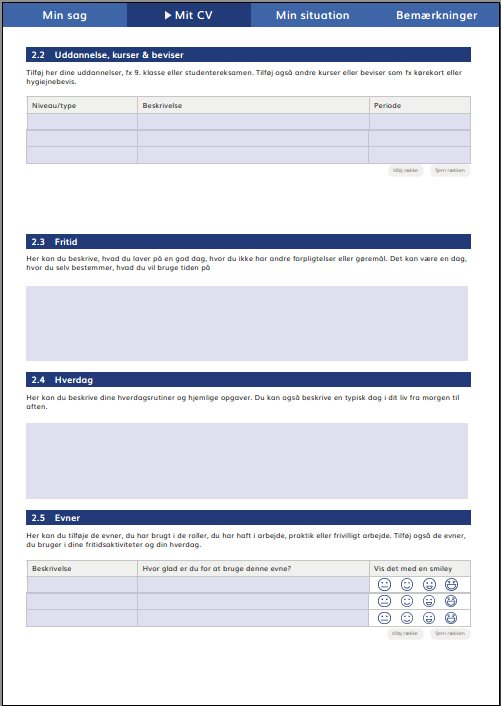 Min sag
Mit CV
Min situation
Bemærkninger
2.2 Uddannelse, kurser & beviser
Tilføj her dine uddannelser, fx 9. klasse eller studentereksamen. Tilføj også andre kurser eller beviser som fx kørekort eller
hygiejnebevis.
Niveau/type
Beskrivelse
Periode
tilføj række
fjern rækken
2.3 Fritid
Her kan du beskrive, hvad du laver på en god dag, hvor du ikke har andre forpligtelser eller gøremål. Det kan være en dag,
hvor du selv bestemmer, hvad du vil bruge tiden på
2.4 Hverdag
Her kan du beskrive dine hverdagsrutiner og hjemlige opgaver. Du kan også beskrive en typisk dag i dit liv fra morgen til
aften.
2.5 Evner
Her kan du tilføje de evner, du har brugt i de roller, du har haft i arbejde, praktik eller frivilligt arbejde. Tilføj også de evner,
du bruger i dine fritidsaktiviteter og din hverdag.
Beskrivelse
Hvor glad er du for at bruge denne evne?
Vis det med en smiley
tilføj række
fjern rækken